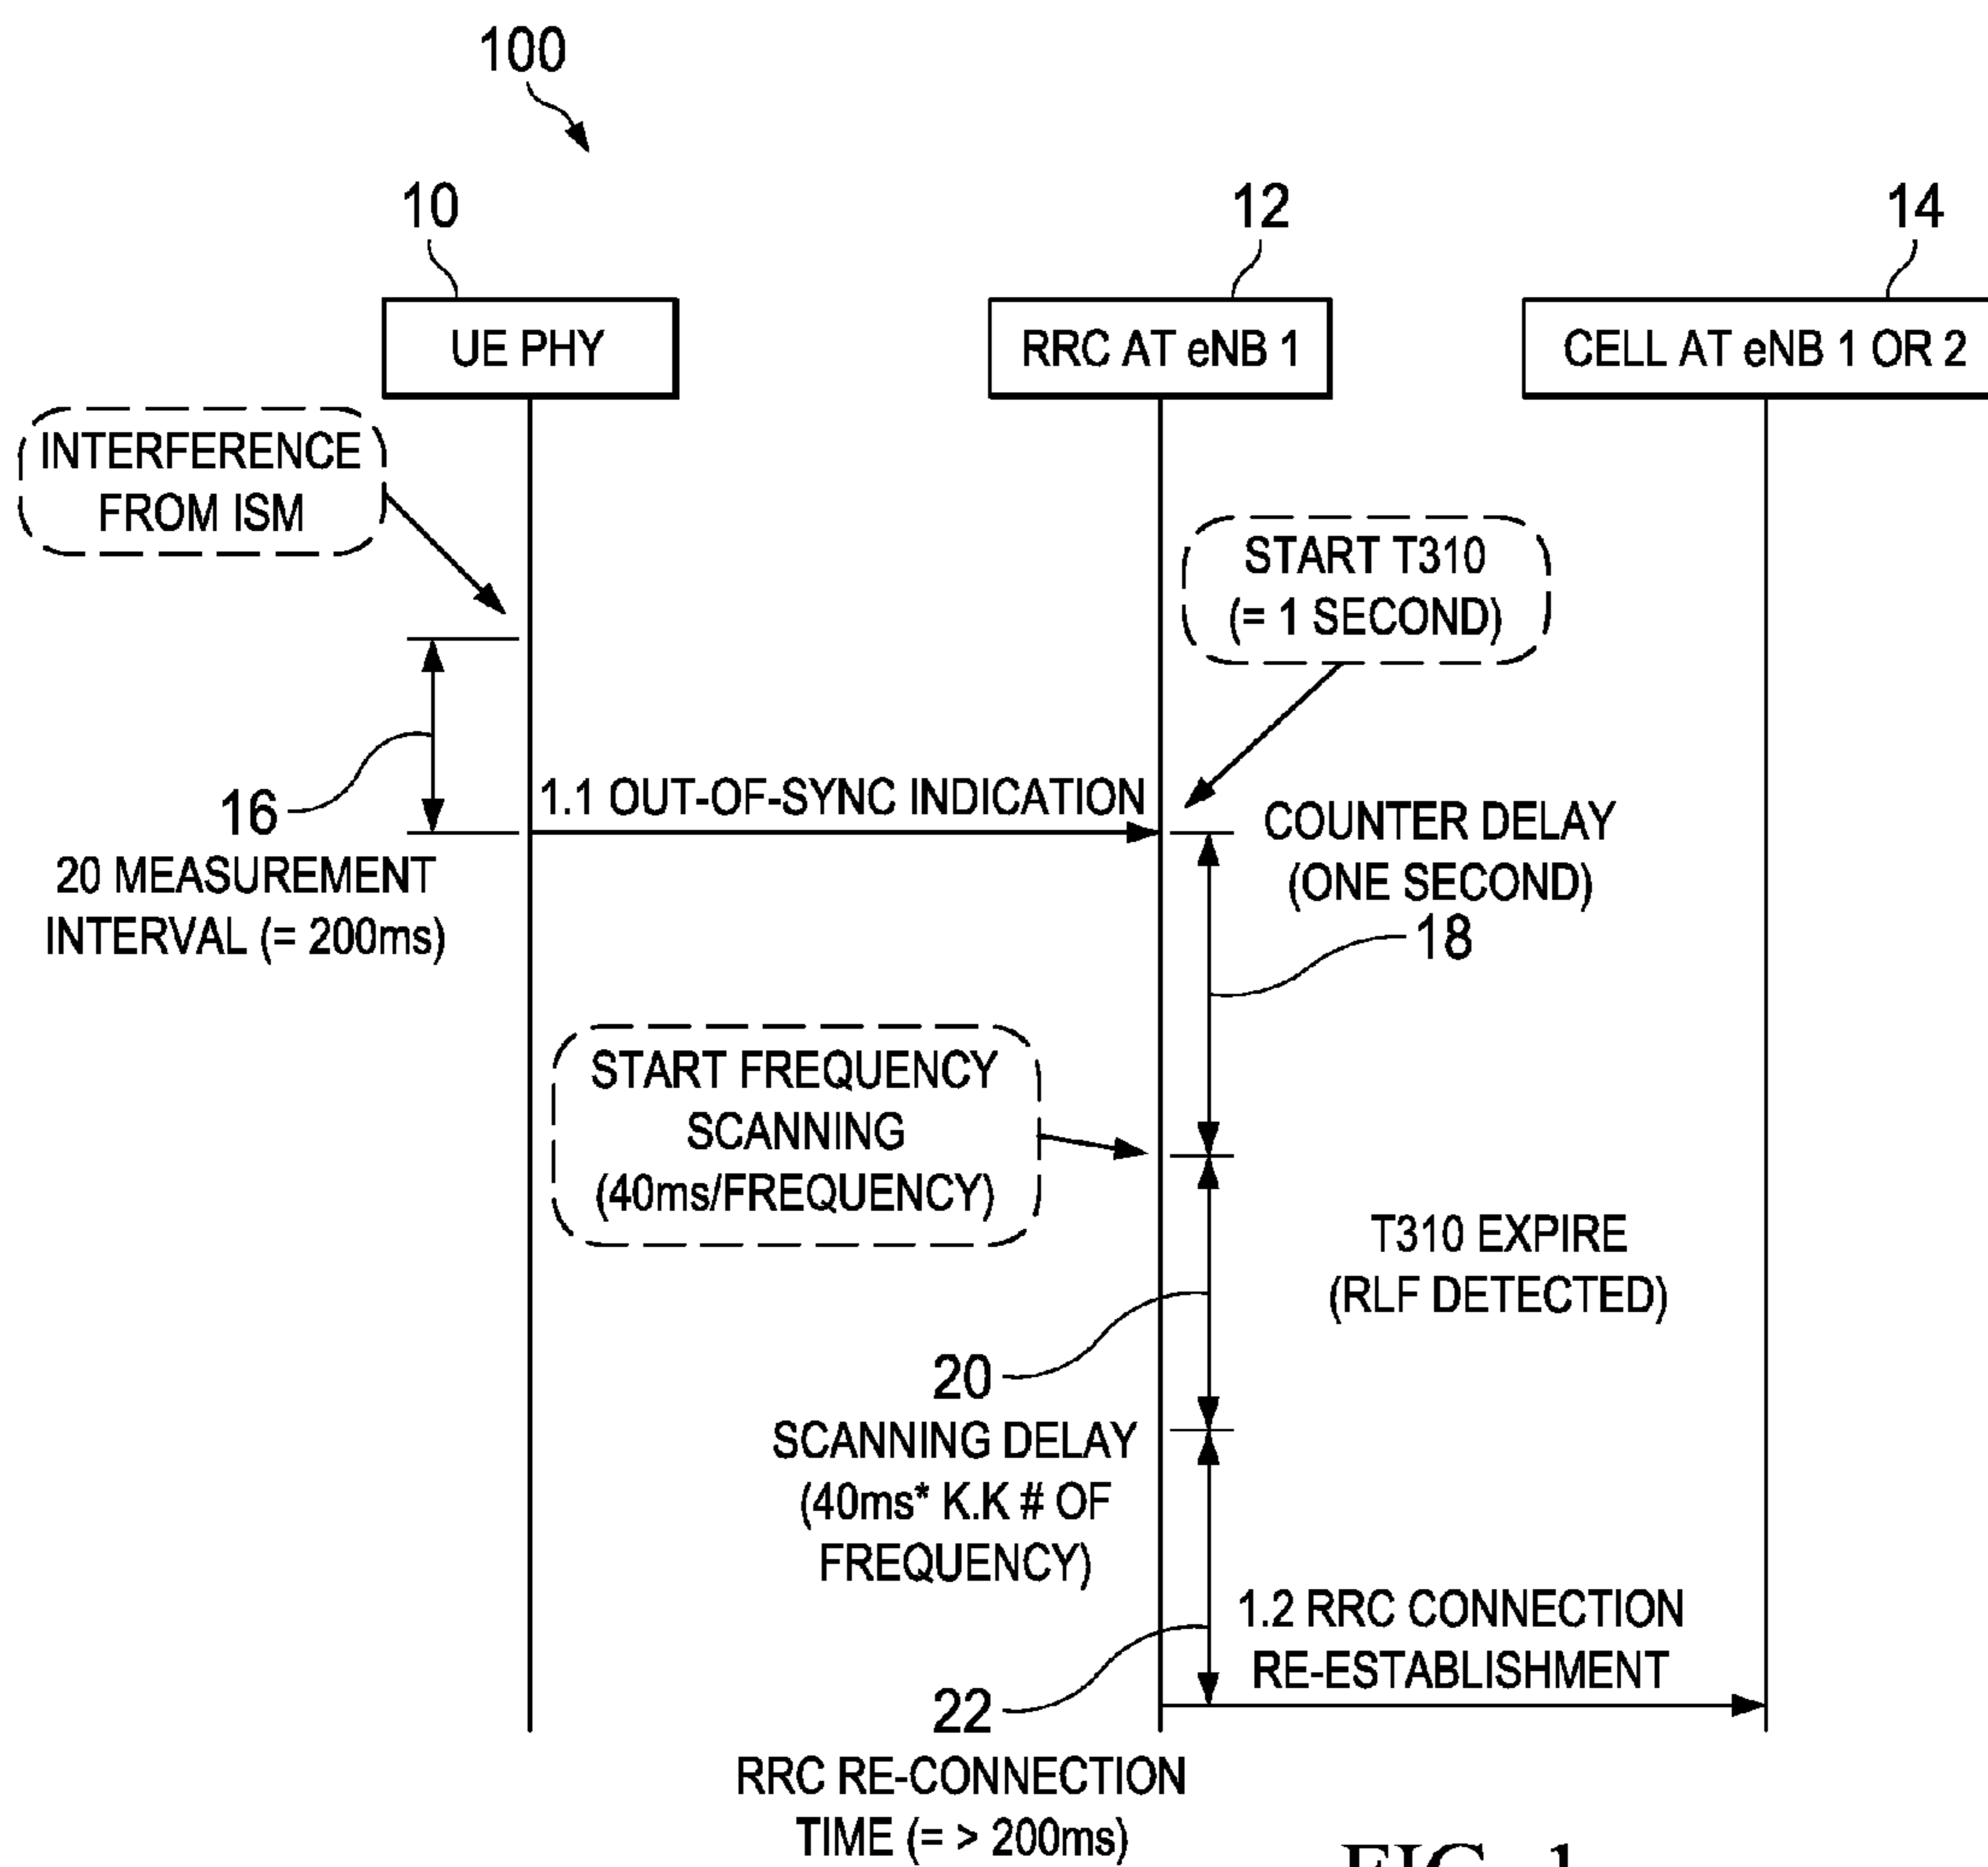 100
10
12
14
UE PHY
RRC AT eNB 1
CELL AT eNB 1 OR 2
INTERFERENCE
FROM ISM
START T310
(= 1 SECOND)
16
20 MEASUREMENT
INTERVAL (= 200ms)
1.1 OUT-OF-SYNC INDICATION
COUNTER DELAY
(ONE SECOND)
18
START FREQUENCY
SCANNING
(40ms/FREQUENCY)
T310 EXPIRE
(RLF DETECTED)
20
SCANNING DELAY
(40ms* K.K # OF
FREQUENCY)
1.2 RRC CONNECTION
RE-ESTABLISHMENT
22
RRC RE-CONNECTION
TIME (= > 200ms)
FIG. 1